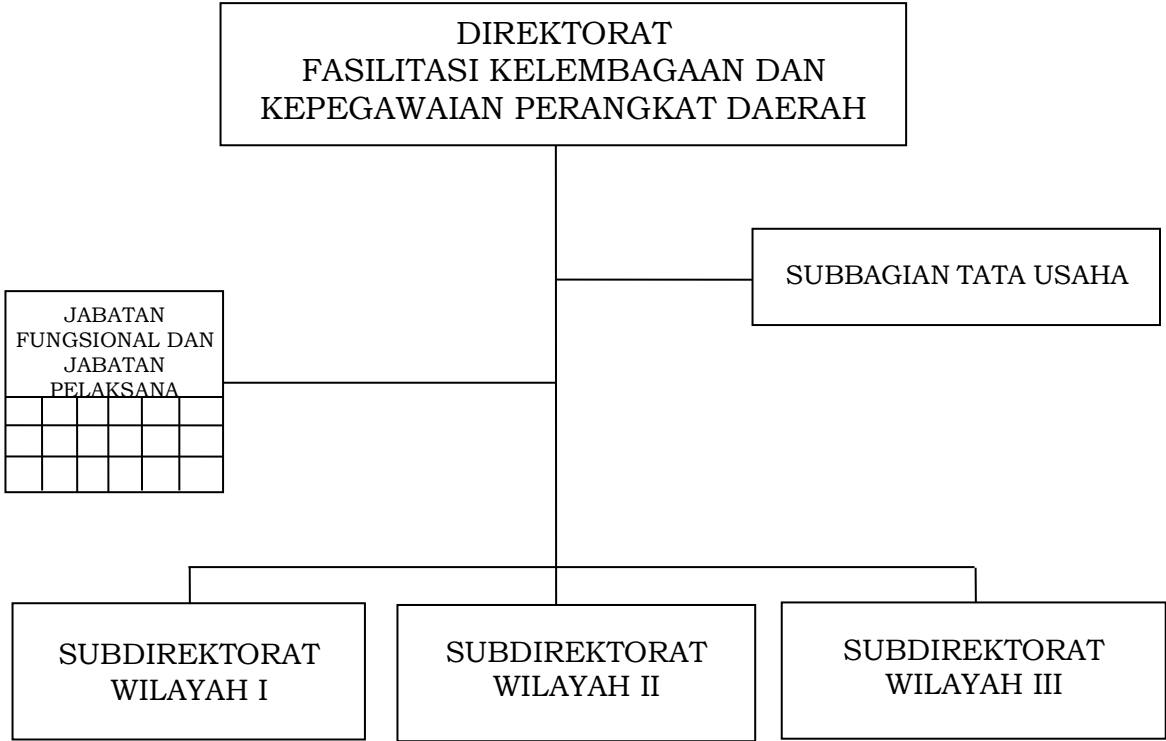 DIREKTORAT
FASILITASI KELEMBAGAAN DAN
KEPEGAWAIAN PERANGKAT DAERAH
SUBBAGIAN TATA USAHA
JABATAN
FUNGSIONAL DAN
JABATAN
PELAKSANA
SUBDIREKTORAT
WILAYAH I
SUBDIREKTORAT
WILAYAH II
SUBDIREKTORAT
WILAYAH III